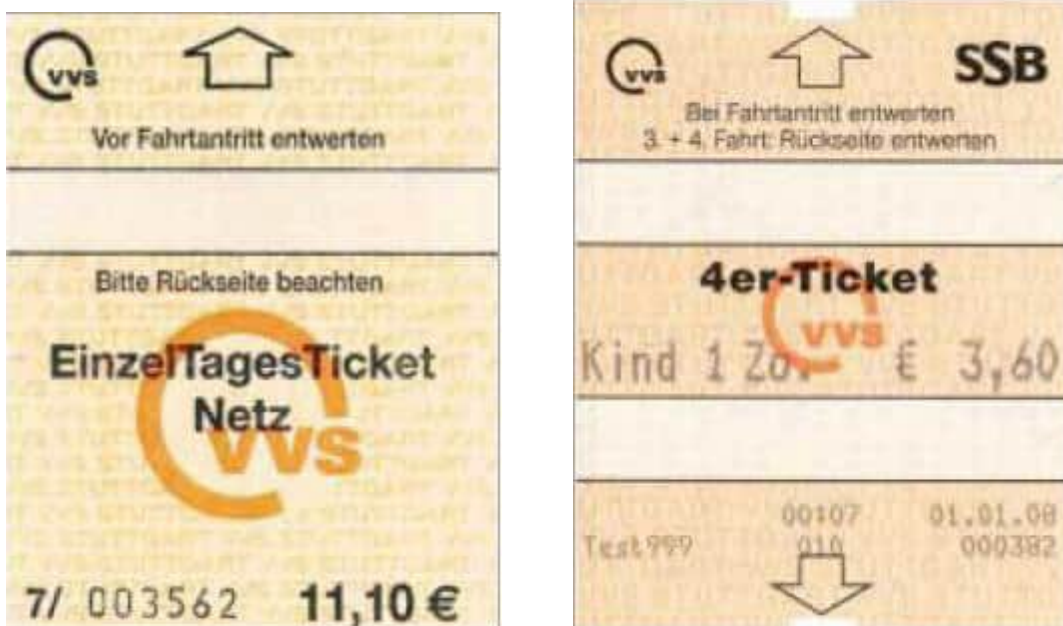 vvs
Vor Fahrtantritt entwerten
Bitte Rückseite beachten
EinzelTagesTicket
Netz
vvs
7/ 003562 11,10 €
vvs SSB
Bei Fahrtantritt entwerten
3. + 4. Fahrt: Rückseite entwerten
4er-Ticket
vvs
Kind 1 Zo. € 3,60
00:07 01.01.08
Test999 010 000382